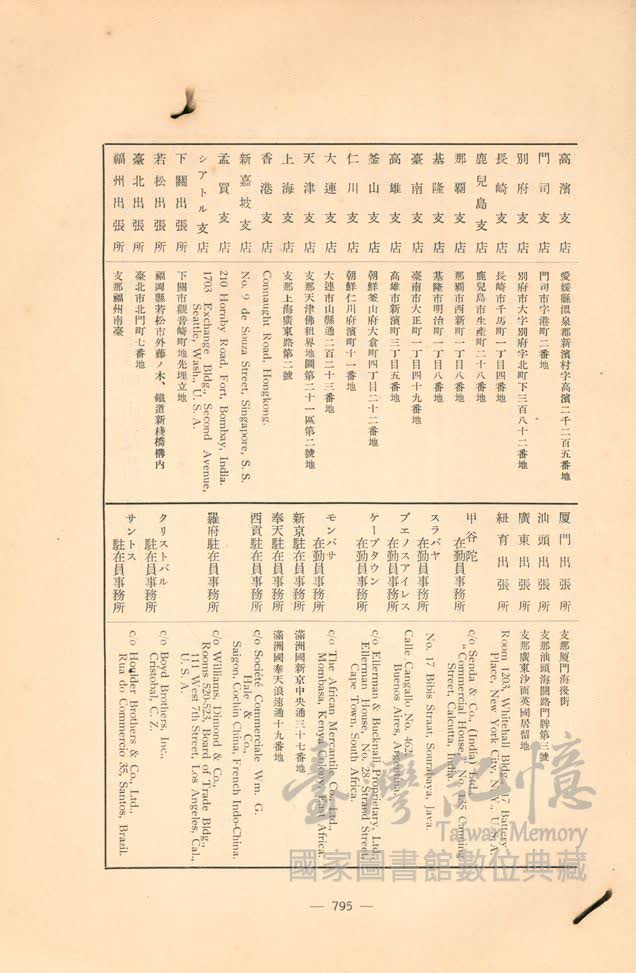 高濱支店 愛媛縣溫泉郡新濱村字高濱二千二百五番地
門司支店 門司市字港町二番地
別府支店 別府市大字別府字北町下三百八十二番地
長崎支店 長崎市千馬町一丁目四番地
鹿兒島支店 鹿兒島市生產町二十八番地
那覇支店 那覇市西新町一丁目八番地
基隆支店 基隆市明治町一丁目八番地
臺南支店 臺南市大正町一丁目四十九番地
高雄支店 高雄市新濱町三丁目五番地
釜山支店 朝鮮釜山府大倉町四丁目二十二番地
仁川支店 朝鮮仁川府濱町十一番地
大連支店 大連市山縣通二百二十三番地
天津支店 支那天津佛租界地圖第二十一區第二號地
上海支店 支那上海廣東路第二號
香港支店 Connaught Road, Hongkong.
新嘉坡支店 No. 9 de Souza Street, Singapore, S. S.
孟買支店 210 Hornby Road, Fort, Bombay, India.
シアトル支店 1703 Exchange Bldg., Second Avenue,
Seattle, Wash., U. S. A.
下關出張所 下關市觀音崎町地先埋立地
若松出張所 福岡縣若松市外藤ノ木、鐵道新棧橋構內
臺北出張所 臺北市北門町七番地
福州出張所 支那福州南臺
厦門出張所 支那厦門海後街
汕頭出張所 支那汕頭海關路門牌第三號
廣東出張所 支那廣東沙面英國居留地
紐育出張所 Room 1203, Whitehall Bldg., 17 Battery
Place, New York City, N.Y., U. S. A.
甲谷陀
在勤員事務所 c/o Senda & Co., (India) Ltd.,
"Commercial House," No. 135 Canning
Street, Calcutta, India.
スラバヤ
在勤員事務所 No. 17 Bibis Straat, Sourabaya, Java.
ブエノスアイレス
在勤員事務所 Calle Cangallo No. 462,
Buenos Aires, Argentina.
ケープタウン
在勤員事務所 c/o Ellerman & Bucknall, Proprietary, Ltd.,
Ellerman House, No. 28, Strand Street,
Cape Town, South Africa.
モンバサ
在勤員事務所 c/o The African Mercantile Co., Ltd.,
Mombasa, Kenya Colony, East Africa.
新京駐在員事務所 滿洲國新京中央通三十七番地
奉天駐在員事務所 滿洲國奉天浪速通十九番地
西貢駐在員事務所 c/o Société Commerciale Wm. G.
Hale & Co.,
Saigon, Cochin China, French Indo-China.
羅府駐在員事務所 c/o Williams, Dimond & Co.,
Rooms 520-523, Board of Trade Bldg.,
111 West 7th Street, Los Angeles, Cal.,
U. S. A.
クリストバル
駐在員事務所 c/o Boyd Brothers, Inc.,
Cristobal, C. Z.
サントス
駐在員事務所 c/o Houlder Brothers & Co., Ltd.,
Rua do Commercio 35, Santos, Brazil.
臺灣記憶
Taiwan Memory
國家圖書館數位典藏
— 795 —